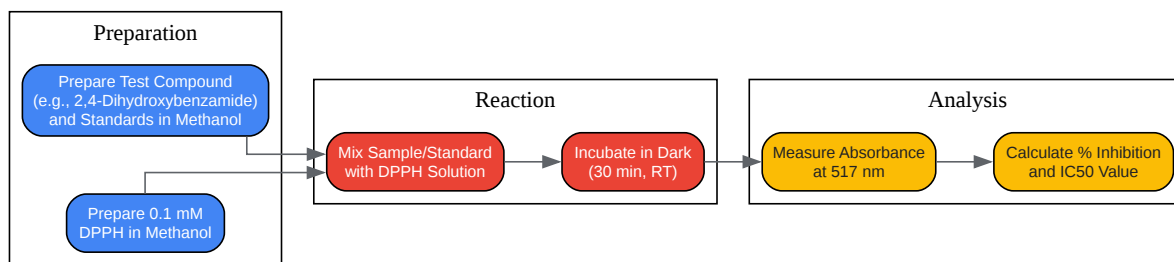 Preparation
Prepare Test Compound
(e.g., 2,4-Dihydroxybenzamide)
and Standards in Methanol
Prepare 0.1 mM
DPPH in Methanol
Reaction
Mix Sample/Standard
with DPPH Solution
Incubate in Dark
(30 min, RT)
Analysis
Measure Absorbance
at 517 nm
Calculate % Inhibition
and IC50 Value